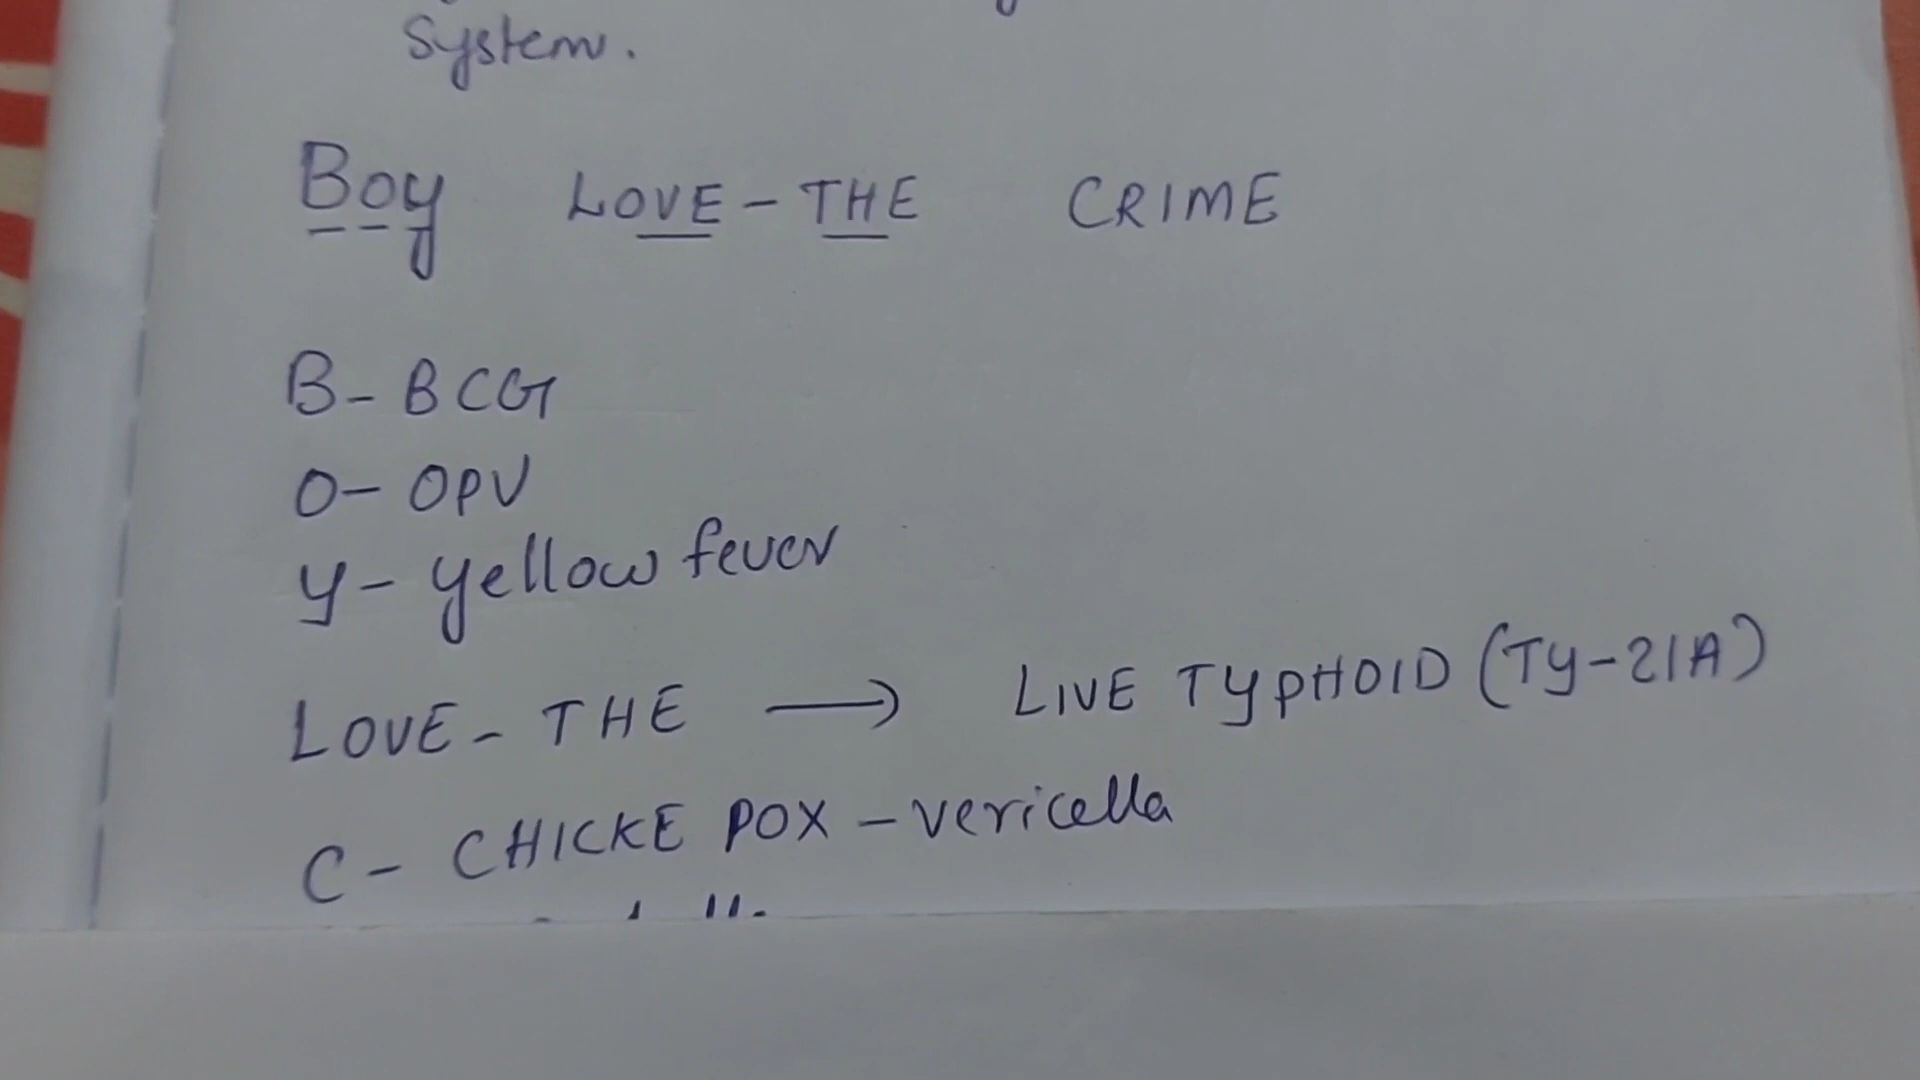 System.
Boy LOVE - THE CRIME
B - BCG
O - OPV
y - yellow fever
LOVE - THE → LIVE TYPHOID (TY-21A)
C - CHICKE POX - vericella